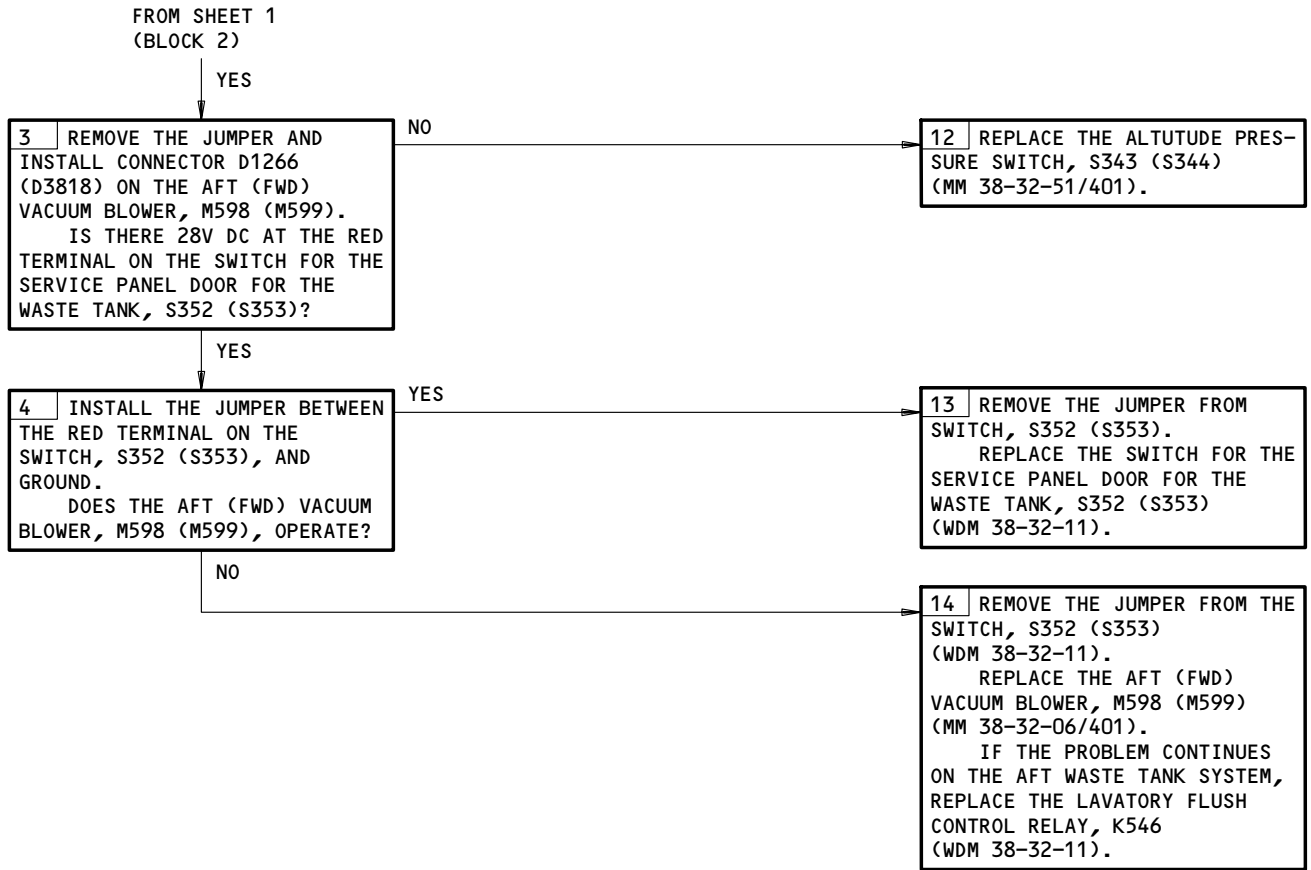 FROM SHEET 1
(BLOCK 2)
YES
3 REMOVE THE JUMPER AND
INSTALL CONNECTOR D1266
(D3818) ON THE AFT (FWD)
VACUUM BLOWER, M598 (M599).
IS THERE 28V DC AT THE RED
TERMINAL ON THE SWITCH FOR THE
SERVICE PANEL DOOR FOR THE
WASTE TANK, S352 (S353)?
NO
12 REPLACE THE ALTUTUDE PRES-
SURE SWITCH, S343 (S344)
(MM 38-32-51/401).
YES
4 INSTALL THE JUMPER BETWEEN
THE RED TERMINAL ON THE
SWITCH, S352 (S353), AND
GROUND.
DOES THE AFT (FWD) VACUUM
BLOWER, M598 (M599), OPERATE?
YES
13 REMOVE THE JUMPER FROM
SWITCH, S352 (S353).
REPLACE THE SWITCH FOR THE
SERVICE PANEL DOOR FOR THE
WASTE TANK, S352 (S353)
(WDM 38-32-11).
NO
14 REMOVE THE JUMPER FROM THE
SWITCH, S352 (S353)
(WDM 38-32-11).
REPLACE THE AFT (FWD)
VACUUM BLOWER, M598 (M599)
(MM 38-32-06/401).
IF THE PROBLEM CONTINUES
ON THE AFT WASTE TANK SYSTEM,
REPLACE THE LAVATORY FLUSH
CONTROL RELAY, K546
(WDM 38-32-11).